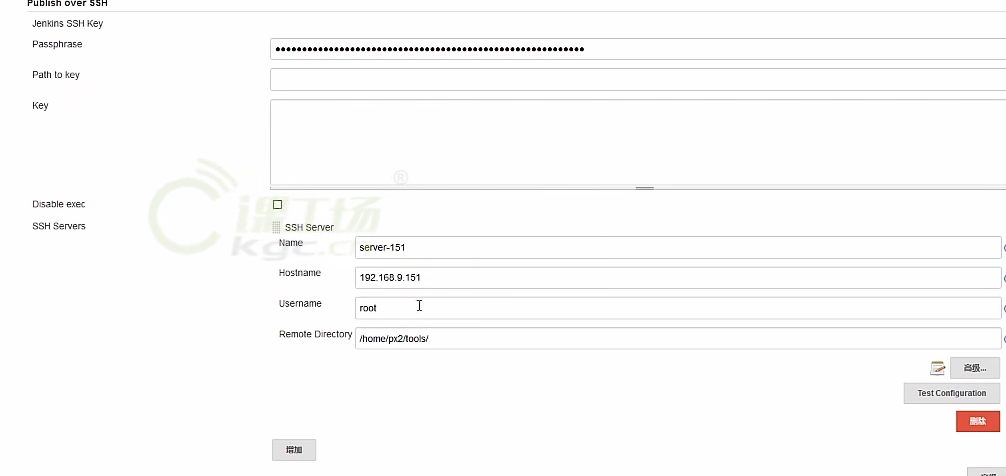 Publish over SSH
Jenkins SSH Key
Passphrase
••••••••••••••••••••••••••••••••••••••••••••••••••••••••••
Path to key
Key
®
课工场
kgc.cn
Disable exec
SSH Servers
SSH Server
Name
server-151
Hostname
192.168.9.151
Username
root
Remote Directory
/home/px2/tools/
高级...
Test Configuration
删除
增加